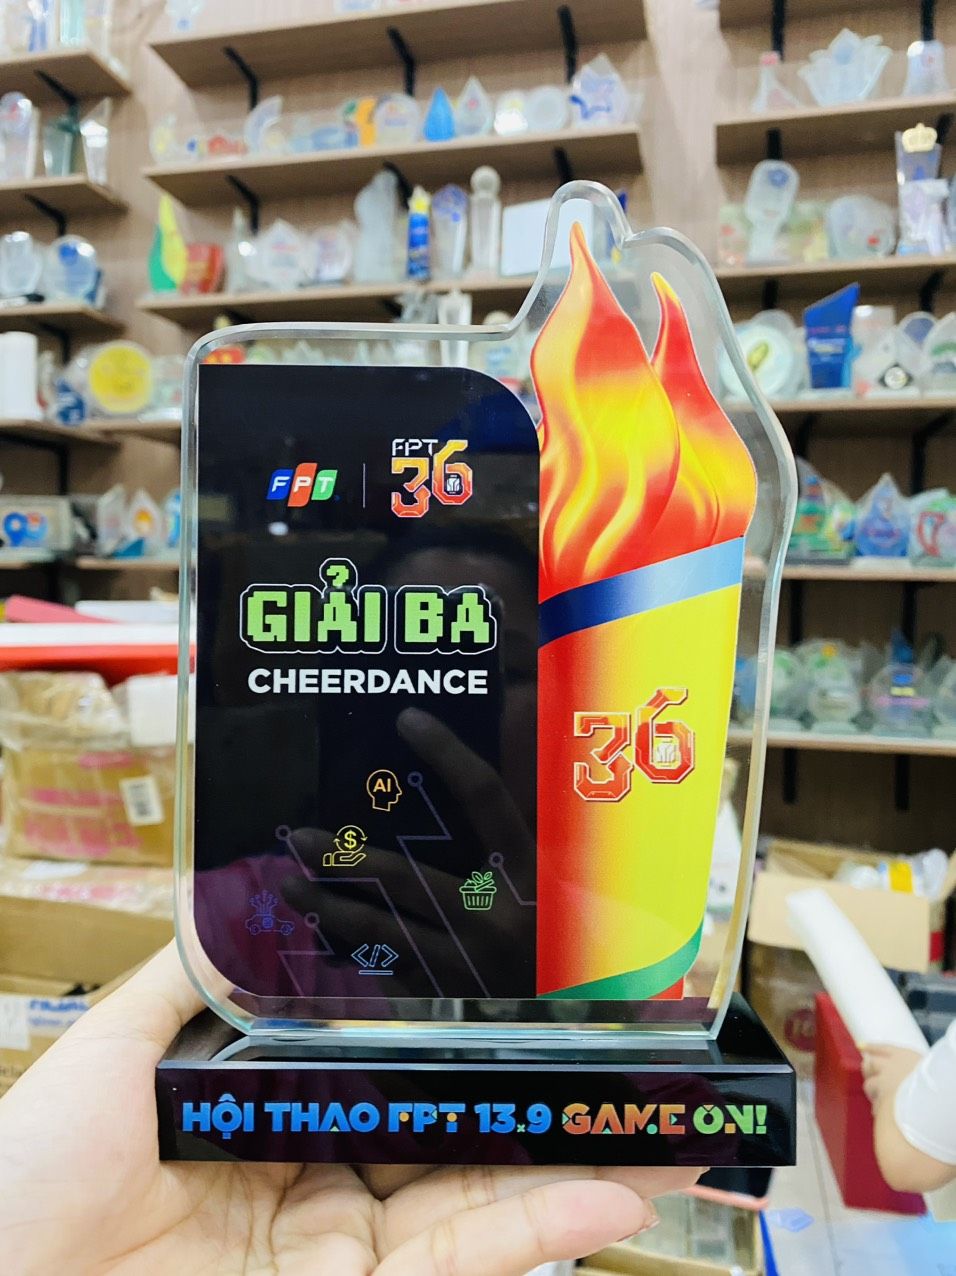 FPT FPT 36
GIẢI BA
CHEERDANCE
36
AI
$
</>
HỘI THAO FPT 13.9 GAME ON!